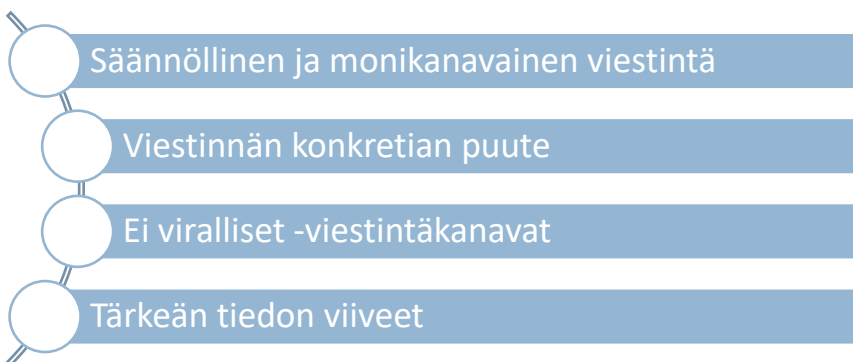 Säännöllinen ja monikanavainen viestintä
Viestinnän konkretian puute
Ei viralliset -viestintäkanavat
Tärkeän tiedon viiveet